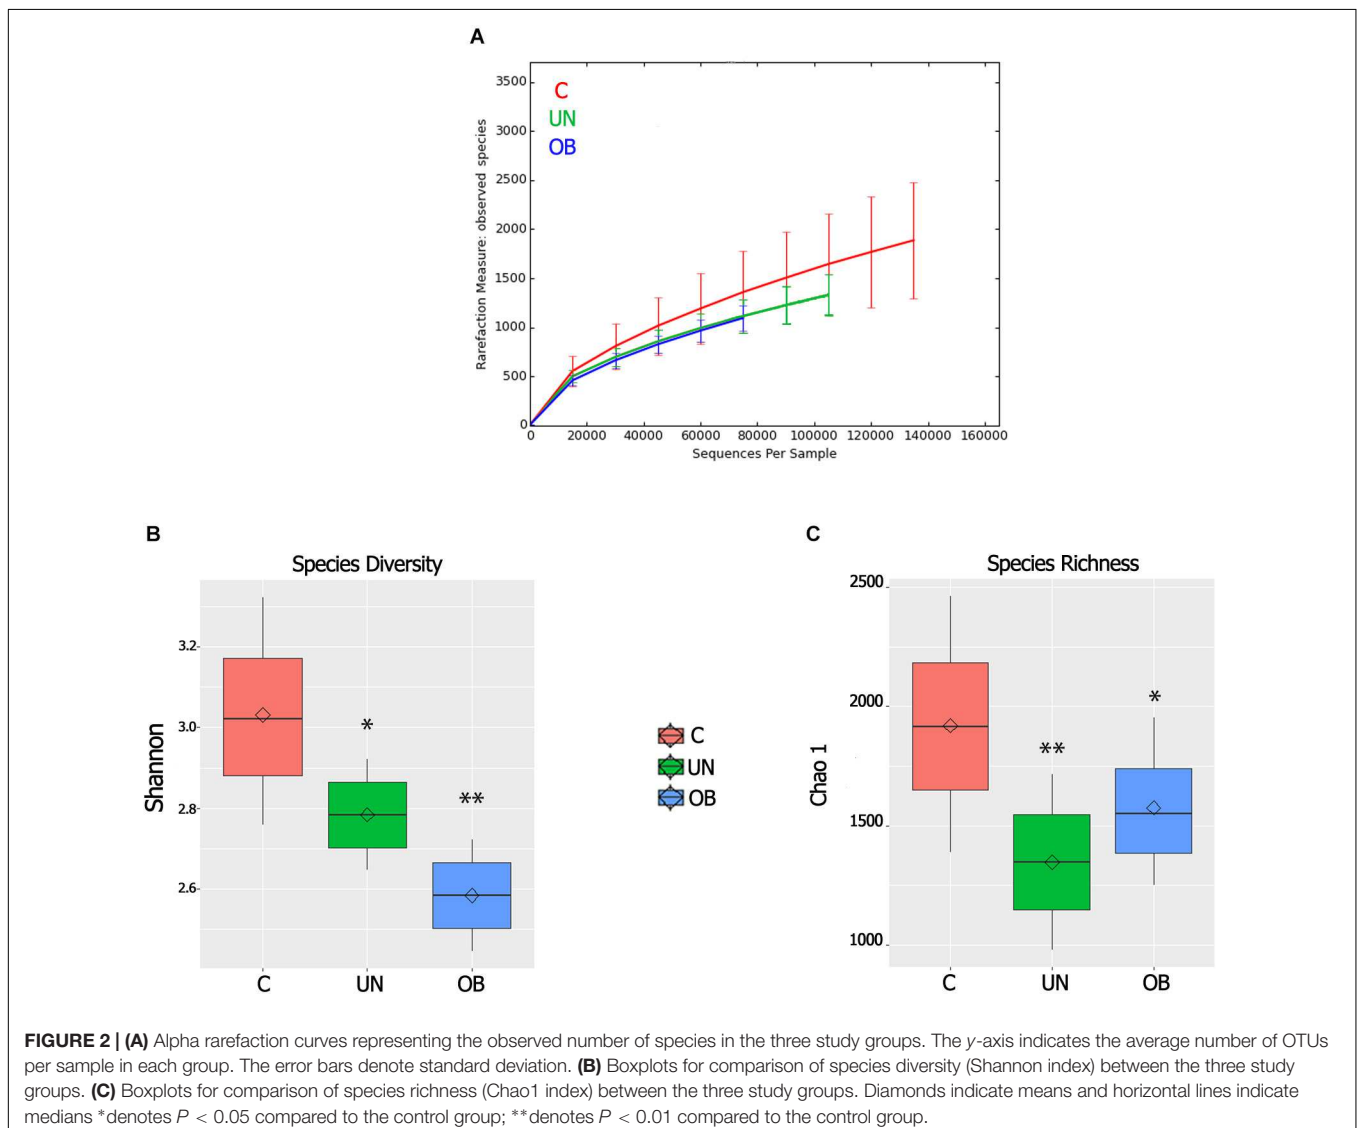 A
3500
3000
2500
2000
1500
1000
500
0
C
UN
OB
Rarefaction Measure: observed species
0 20000 40000 60000 80000 100000 120000 140000 160000
Sequences Per Sample
B
Species Diversity
Shannon
3.2
3.0
2.8
2.6
*
**
C UN OB
C
UN
OB
C
Species Richness
Chao 1
2500
2000
1500
1000
**
*
C UN OB
FIGURE 2 | (A) Alpha rarefaction curves representing the observed number of species in the three study groups. The y-axis indicates the average number of OTUs
per sample in each group. The error bars denote standard deviation. (B) Boxplots for comparison of species diversity (Shannon index) between the three study
groups. (C) Boxplots for comparison of species richness (Chao1 index) between the three study groups. Diamonds indicate means and horizontal lines indicate
medians *denotes P < 0.05 compared to the control group; **denotes P < 0.01 compared to the control group.